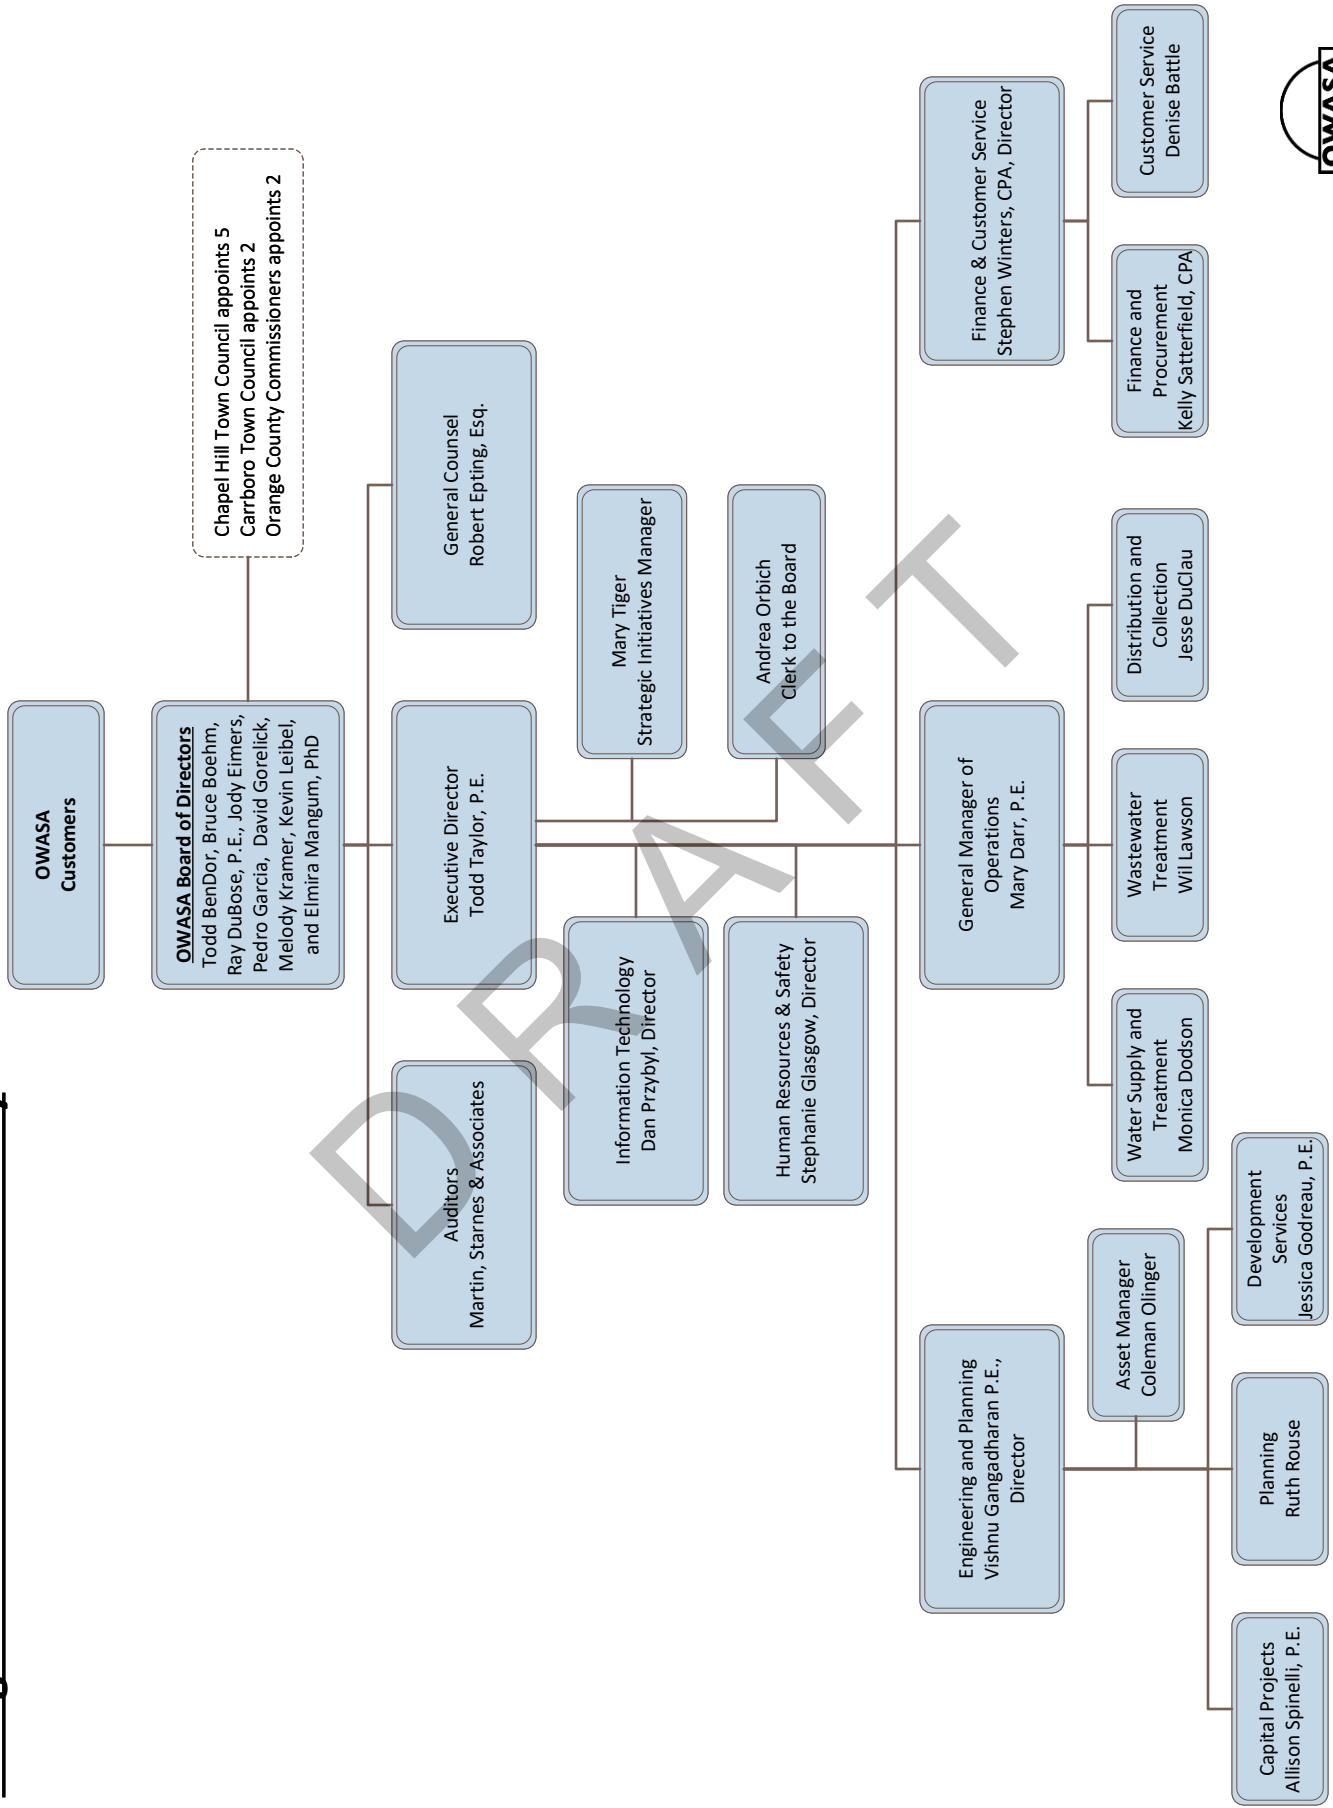 OWASA
Customers
OWASA Board of Directors
Todd BenDor, Bruce Boehm,
Ray DuBose, P.E., Jody Eimers,
Pedro Garcia, David Gorelick,
Melody Kramer, Kevin Leibel,
and Elmira Mangum, PhD
Chapel Hill Town Council appoints 5
Carrboro Town Council appoints 2
Orange County Commissioners appoints 2
Auditors
Martin, Starnes & Associates
Executive Director
Todd Taylor, P.E.
General Counsel
Robert Epting, Esq.
Information Technology
Dan Przybyl, Director
Mary Tiger
Strategic Initiatives Manager
Human Resources & Safety
Stephanie Glasgow, Director
Andrea Orbich
Clerk to the Board
Engineering and Planning
Vishnu Gangadharan P.E.,
Director
General Manager of
Operations
Mary Darr, P.E.
Finance & Customer Service
Stephen Winters, CPA, Director
Asset Manager
Coleman Olinger
Water Supply and
Treatment
Monica Dodson
Wastewater
Treatment
Wil Lawson
Distribution and
Collection
Jesse DuClau
Finance and
Procurement
Kelly Satterfield, CPA
Customer Service
Denise Battle
Capital Projects
Allison Spinelli, P.E.
Planning
Ruth Rouse
Development
Services
Jessica Godreau, P.E.
DRAFT
OWASA